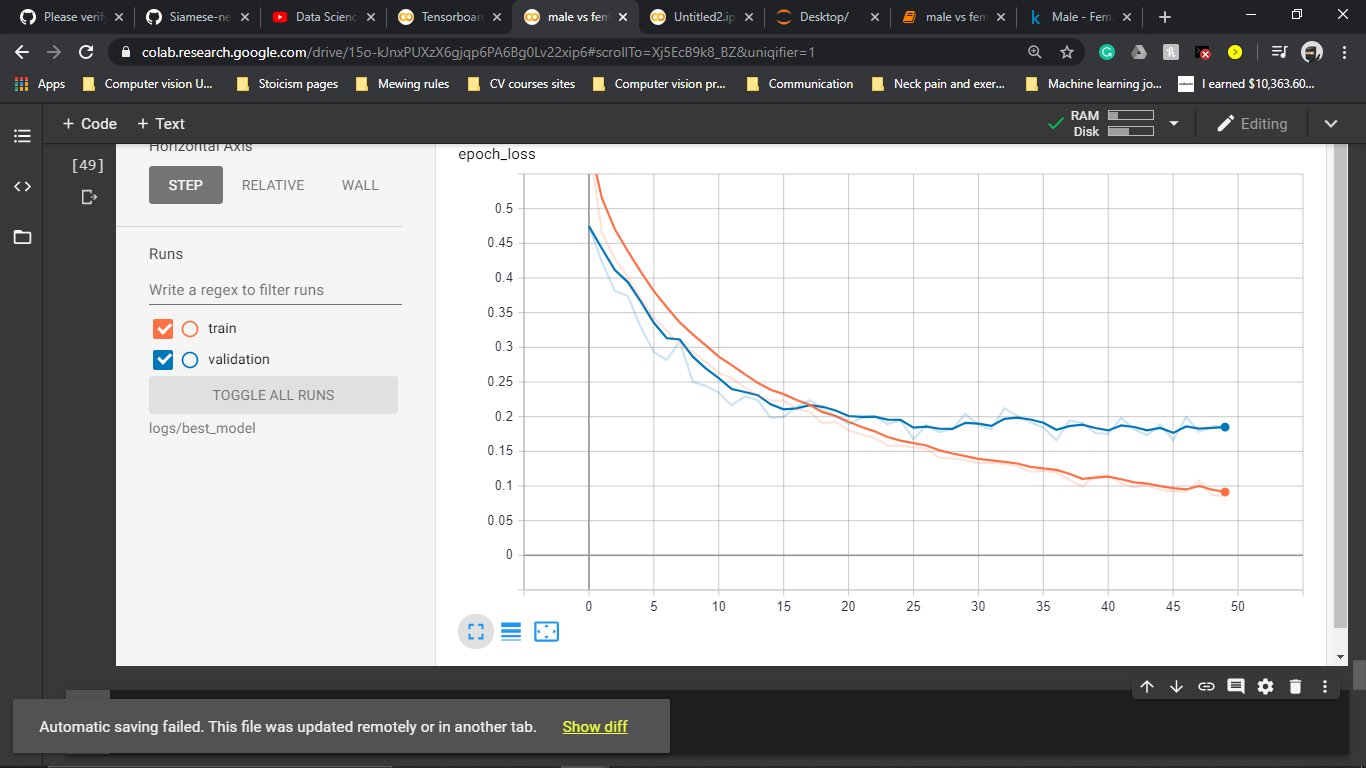 Please verify
Siamese-ne
Data Scienc
Tensorboard
male vs fem
Untitled2.ip
Desktop/
male vs fem
Male - Fema
colab.research.google.com/drive/15o-kJnxPUXzX6gjqp6PA6Bg0Lv22xip6#scrollTo=Xj5EcB9k8_BZ&uniqifier=1
Apps
Computer vision U...
Stoicism pages
Mewing rules
CV courses sites
Computer vision pr...
Communication
Neck pain and exer...
Machine learning jo...
I earned $10,363.60...
+ Code
+ Text
RAM
Disk
Editing
[49]
Horizontal Axis
STEP
RELATIVE
WALL
Runs
Write a regex to filter runs
train
validation
TOGGLE ALL RUNS
logs/best_model
epoch_loss
0.5
0.45
0.4
0.35
0.3
0.25
0.2
0.15
0.1
0.05
0
0 5 10 15 20 25 30 35 40 45 50
Automatic saving failed. This file was updated remotely or in another tab.
Show diff